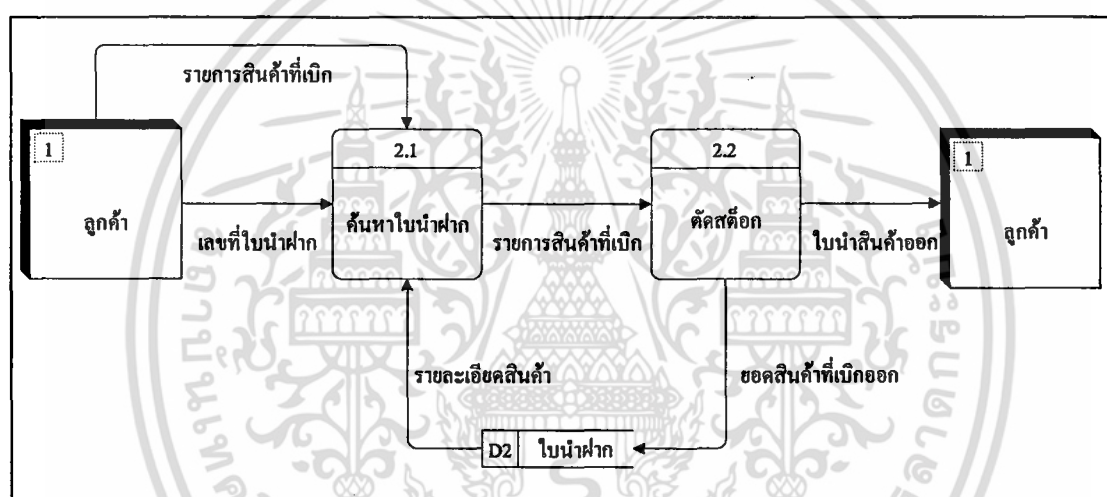 รายการสินค้าที่เบิก
1
ลูกค้า
เลขที่ใบนำฝาก
2.1
ค้นหาใบนำฝาก
รายการสินค้าที่เบิก
2.2
ตัดสต็อก
ใบนำสินค้าออก
1
ลูกค้า
รายละเอียดสินค้า
ยอดสินค้าที่เบิกออก
D2 ใบนำฝาก